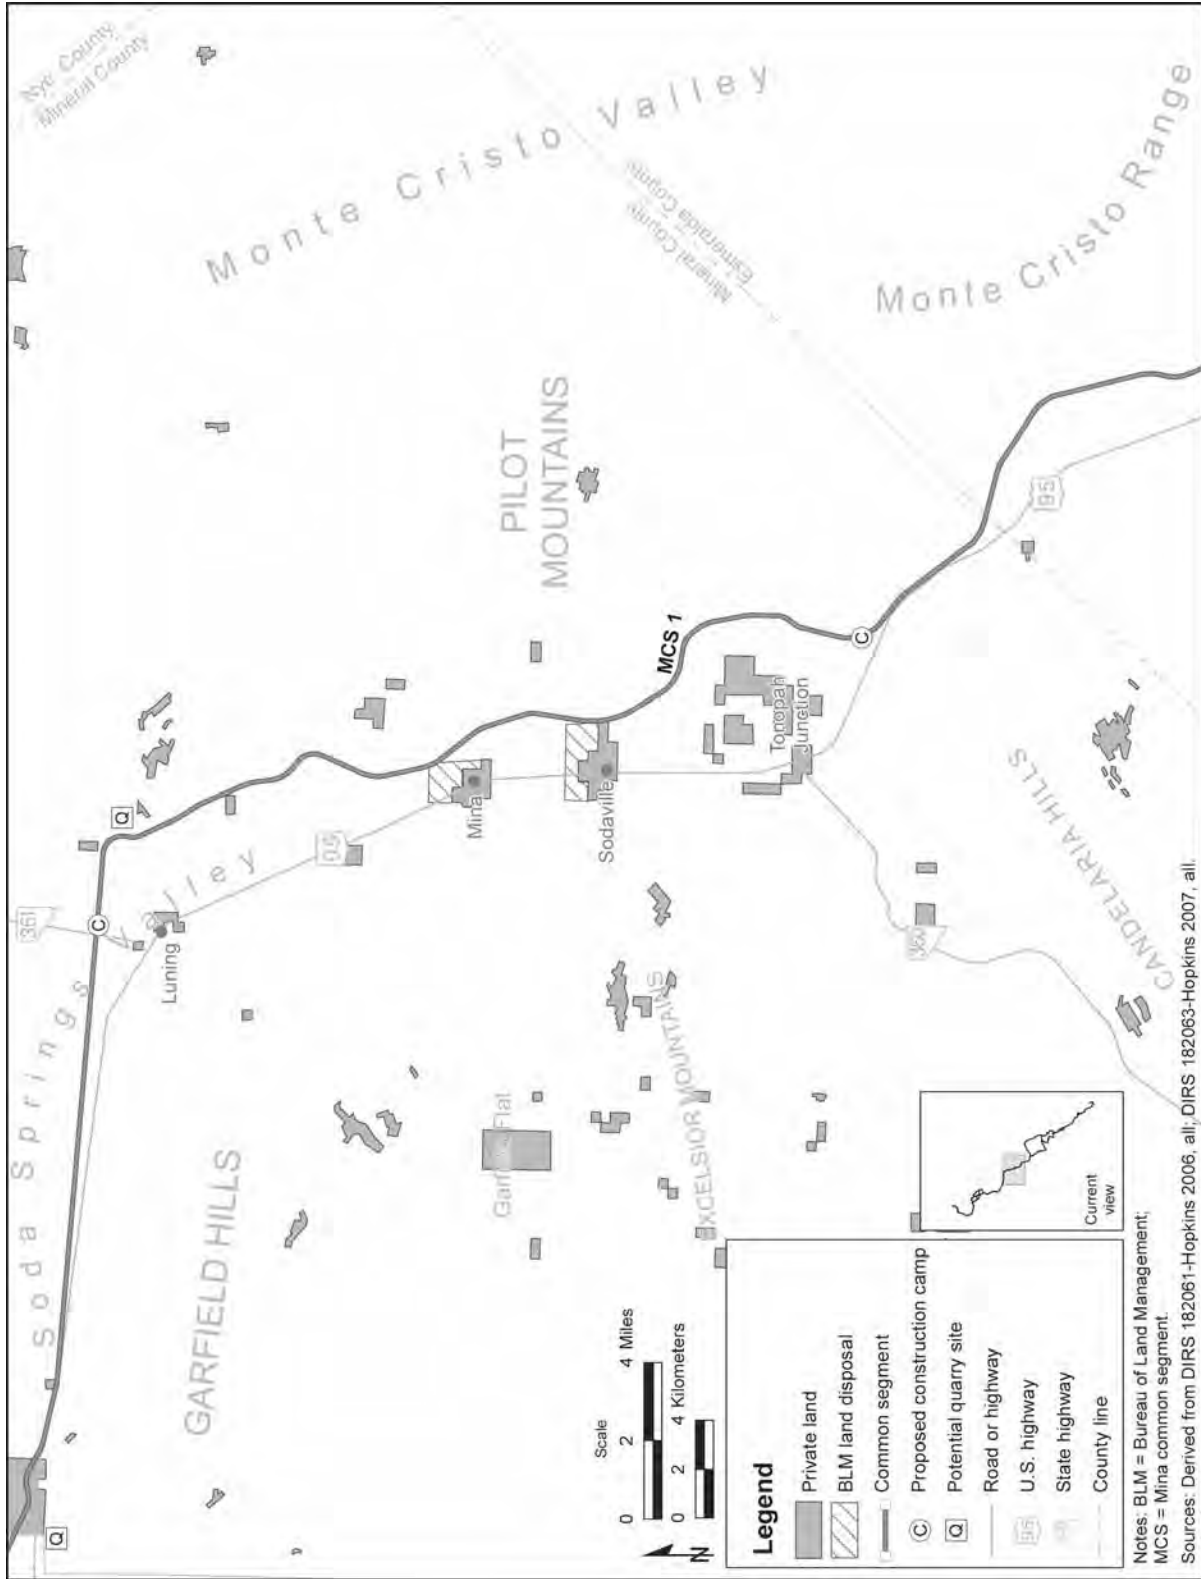 Nye County
Mineral County
361
Soda Springs
Valley
Q
C
Luning
95
GARFIELD HILLS
Monte Cristo Valley
PILOT
MOUNTAINS
Mina
Garfield Flat
Sodaville
MCS 1
EXCELSIOR MOUNTAINS
Mineral County
Esmeralda County
Tonopah
Junction
C
Monte Cristo Range
360
95
CANDELARIA HILLS
Q
Scale
0 2 4 Miles
0 2 4 Kilometers
N
Legend
Private land
BLM land disposal
Common segment
C Proposed construction camp
Q Potential quarry site
Road or highway
95 U.S. highway
State highway
County line
Current
view
Notes: BLM = Bureau of Land Management;
MCS = Mina common segment.
Sources: Derived from DIRS 182061-Hopkins 2006, all; DIRS 182063-Hopkins 2007, all.